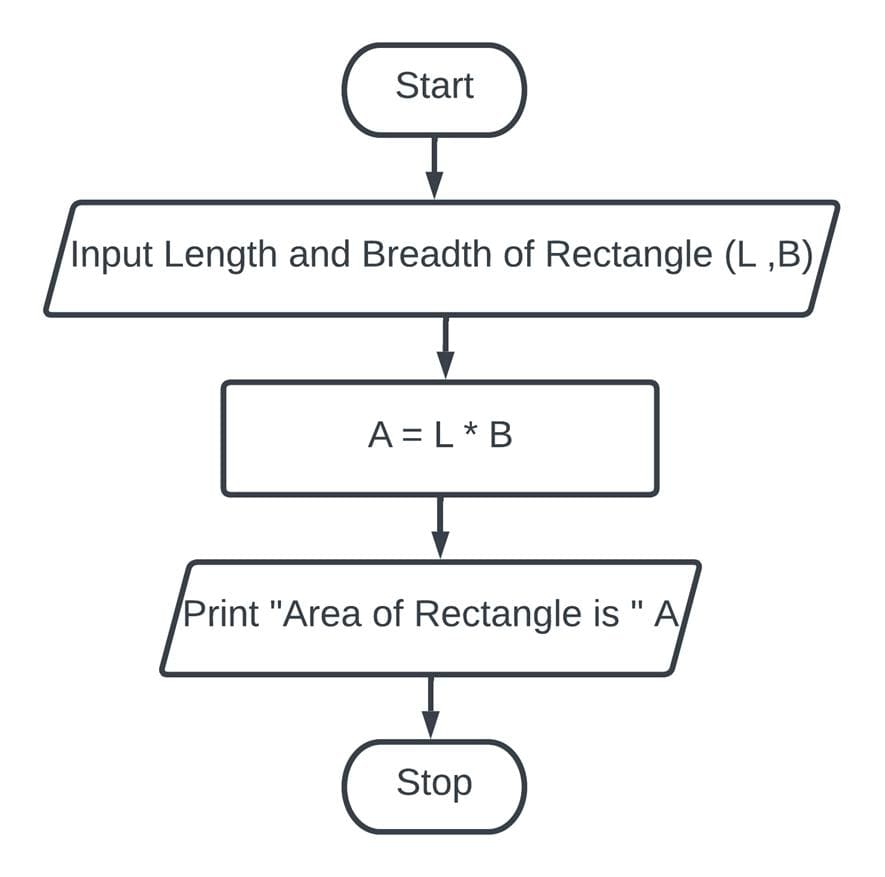 Start
Input Length and Breadth of Rectangle (L ,B)
A = L * B
Print "Area of Rectangle is " A
Stop